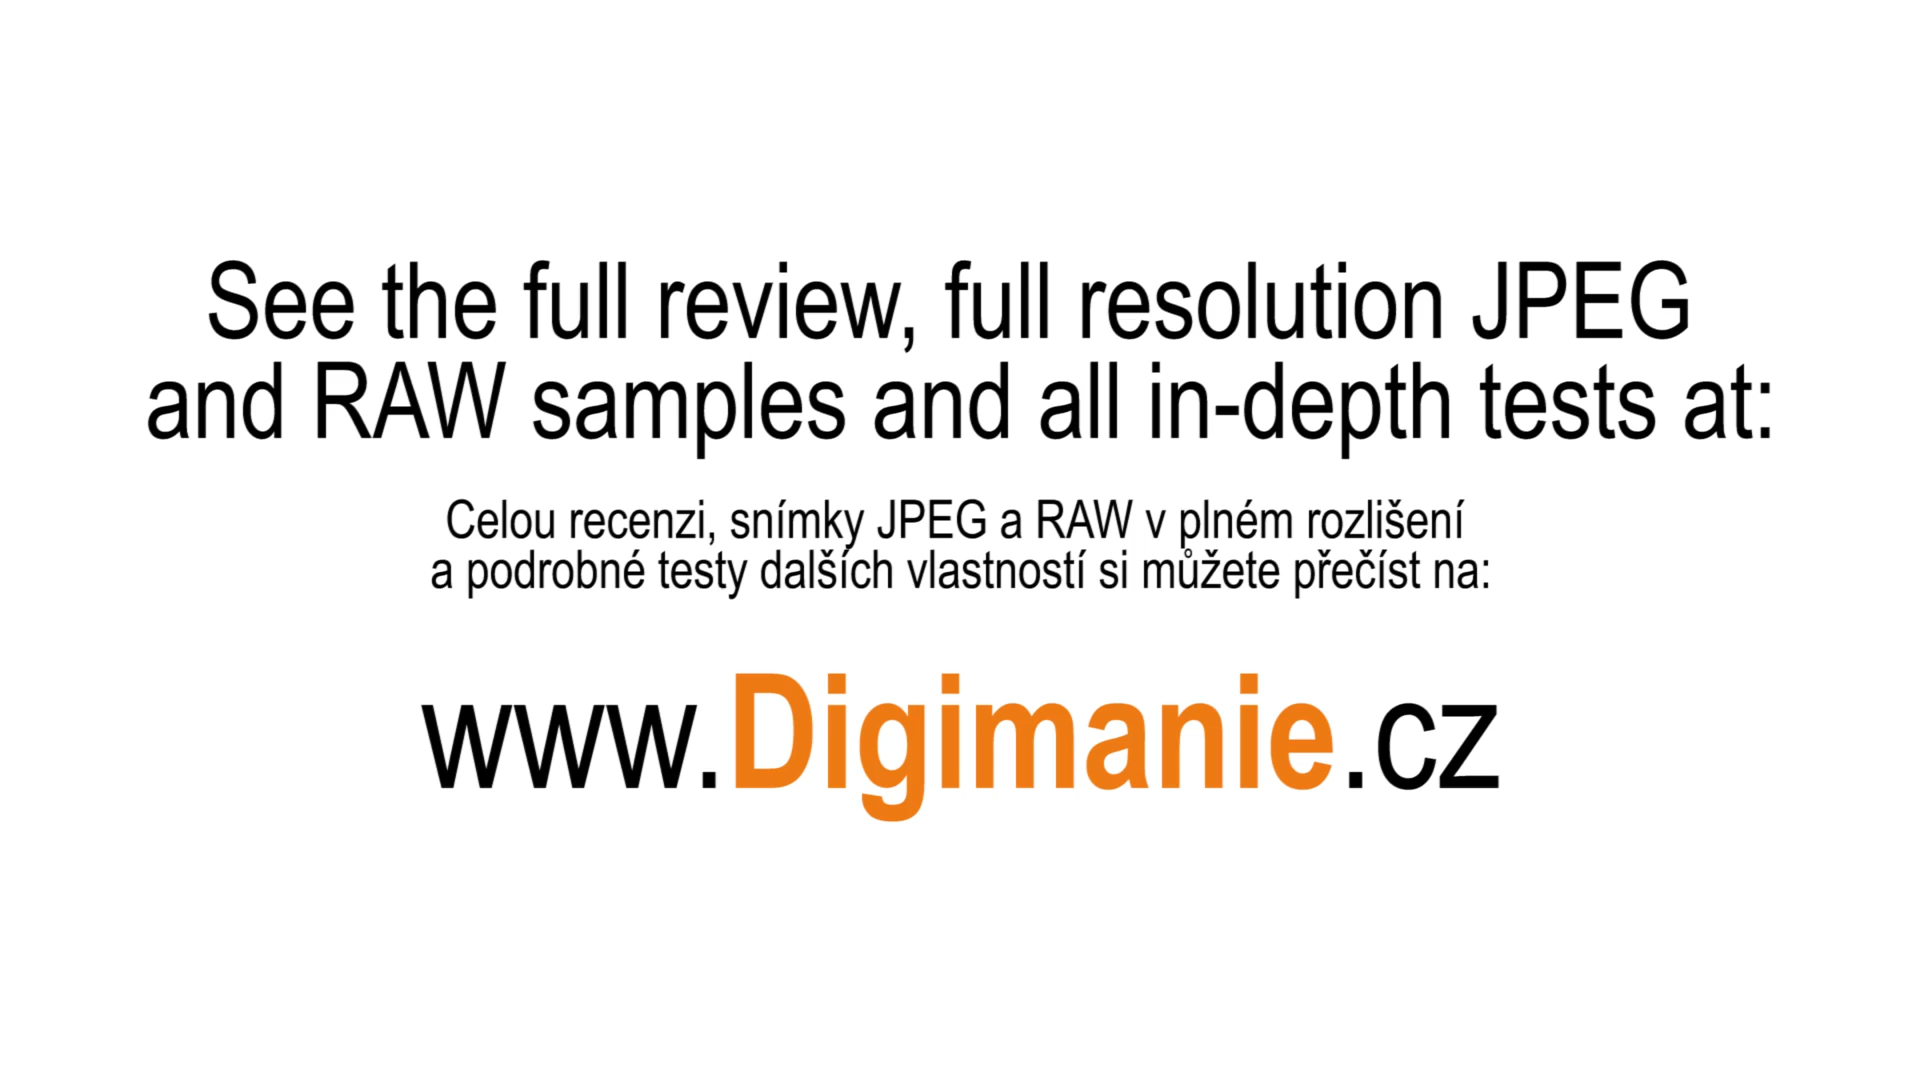 See the full review, full resolution JPEG
and RAW samples and all in-depth tests at:
Celou recenzi, snímky JPEG a RAW v plném rozlišení
a podrobné testy dalších vlastností si můžete přečíst na:
www.Digimanie.cz